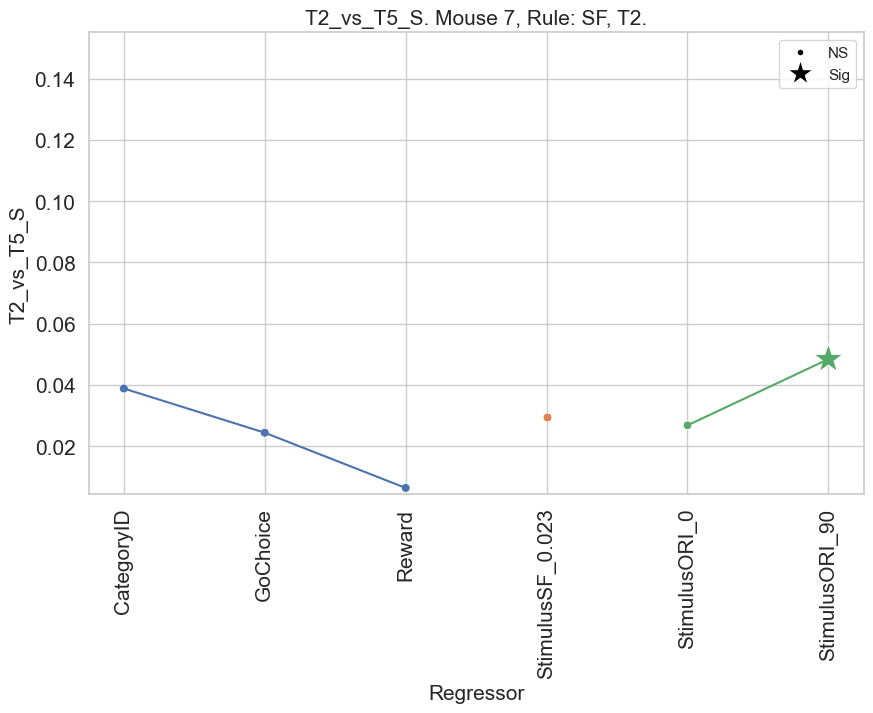 T2_vs_T5_S. Mouse 7, Rule: SF, T2.
NS
Sig
0.14
0.12
0.10
0.08
0.06
0.04
0.02
T2_vs_T5_S
CategoryID
GoChoice
Reward
StimulusSF_0.023
StimulusORI_0
StimulusORI_90
Regressor